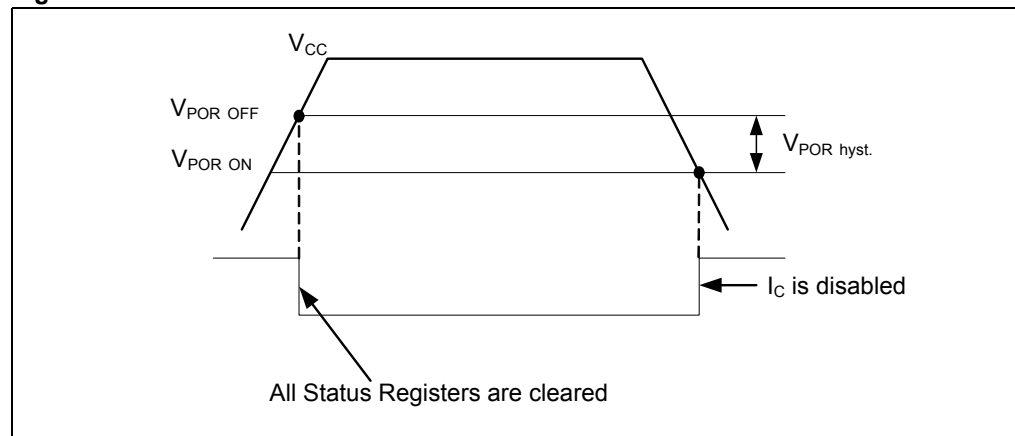 V_CC
V_POR OFF
V_POR ON
V_POR hyst.
I_C is disabled
All Status Registers are cleared